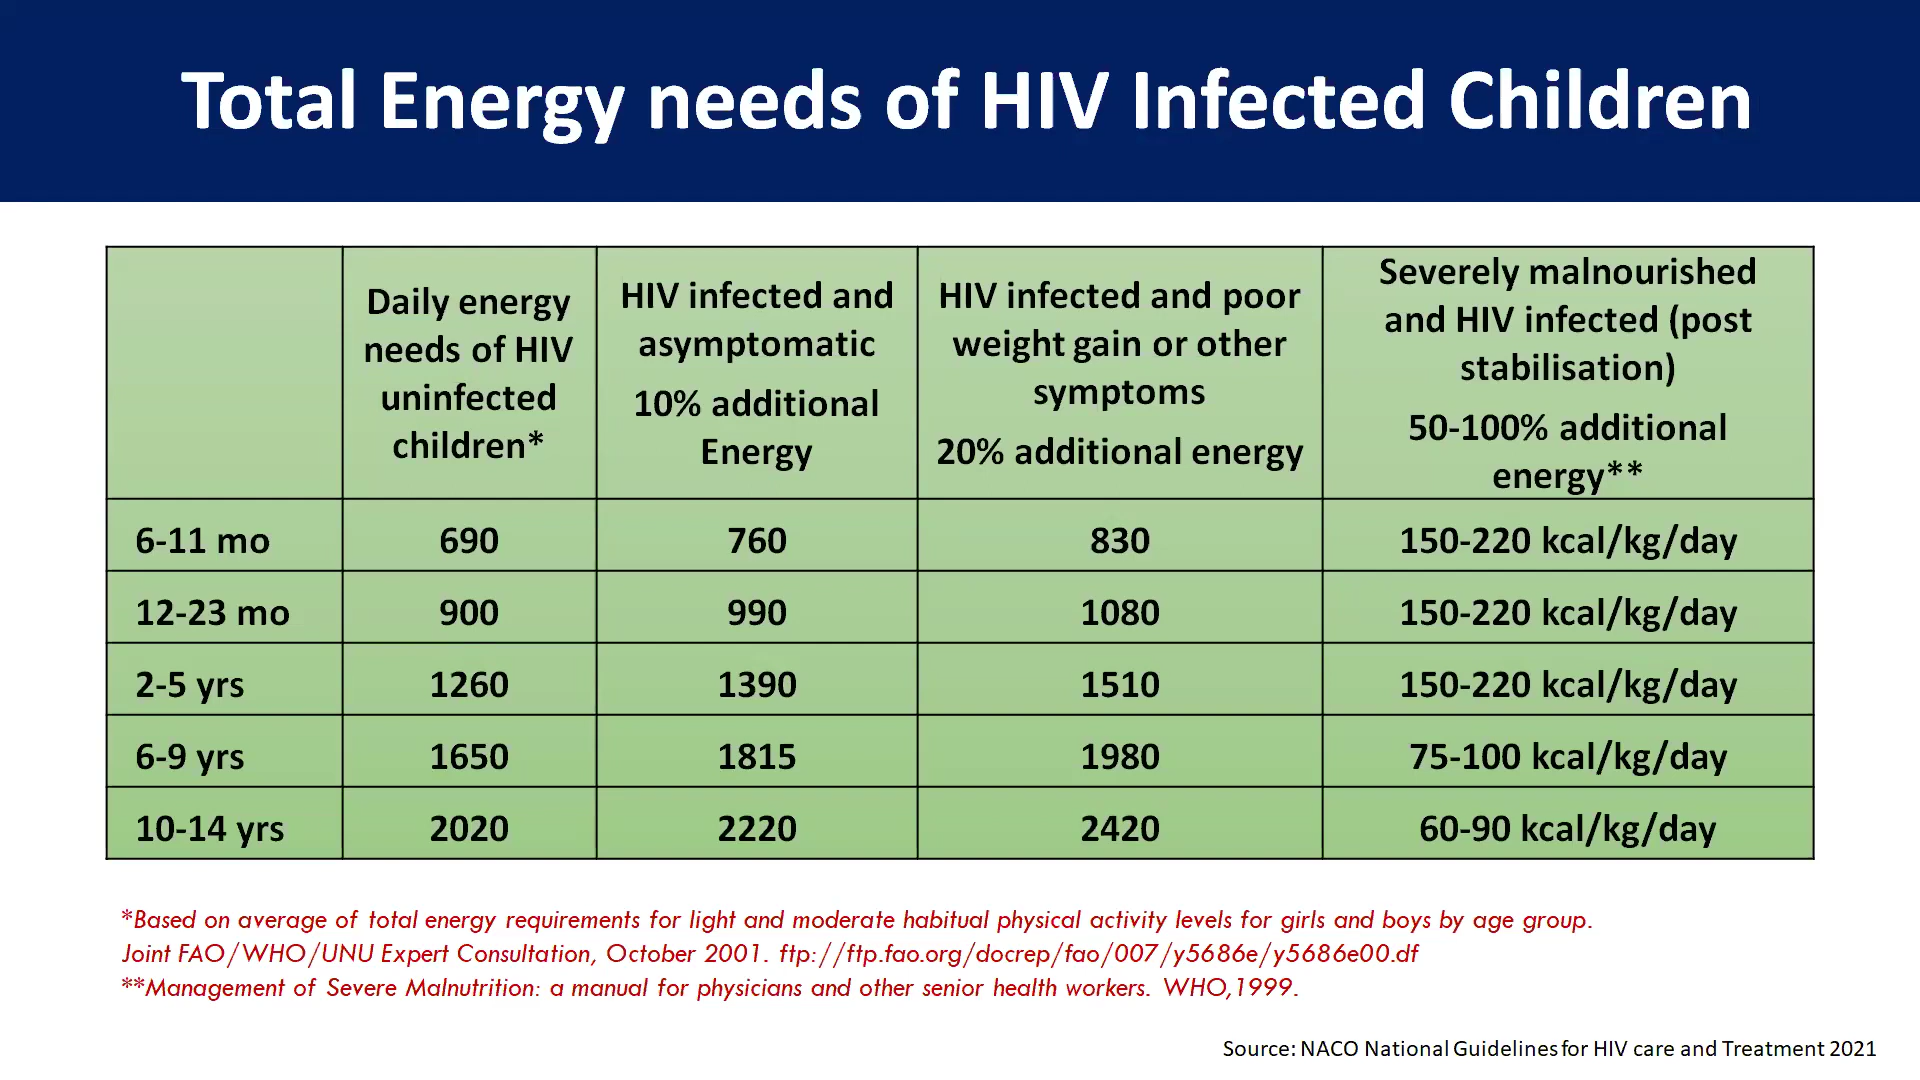 Total Energy needs of HIV Infected Children
Daily energy
needs of HIV
uninfected
children*
HIV infected and
asymptomatic
10% additional
Energy
HIV infected and poor
weight gain or other
symptoms
20% additional energy
Severely malnourished
and HIV infected (post
stabilisation)
50-100% additional
energy**
6-11 mo 690 760 830 150-220 kcal/kg/day
12-23 mo 900 990 1080 150-220 kcal/kg/day
2-5 yrs 1260 1390 1510 150-220 kcal/kg/day
6-9 yrs 1650 1815 1980 75-100 kcal/kg/day
10-14 yrs 2020 2220 2420 60-90 kcal/kg/day
*Based on average of total energy requirements for light and moderate habitual physical activity levels for girls and boys by age group.
Joint FAO/WHO/UNU Expert Consultation, October 2001. ftp://ftp.fao.org/docrep/fao/007/y5686e/y5686e00.df
**Management of Severe Malnutrition: a manual for physicians and other senior health workers. WHO,1999.
Source: NACO National Guidelines for HIV care and Treatment 2021